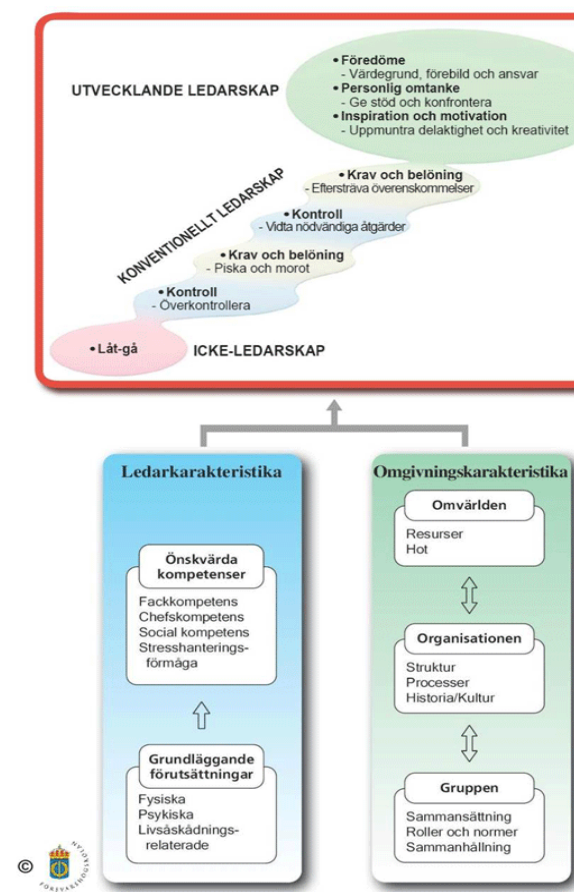 UTVECKLANDE LEDARSKAP
• Föredöme
- Värdegrund, förebild och ansvar
• Personlig omtanke
- Ge stöd och konfrontera
• Inspiration och motivation
- Uppmuntra delaktighet och kreativitet
KONVENTIONELLT LEDARSKAP
• Krav och belöning
- Eftersträva överenskommelser
• Kontroll
- Vidta nödvändiga åtgärder
• Krav och belöning
- Piska och morot
• Kontroll
- Överkontrollera
• Låt-gå
ICKE-LEDARSKAP
Ledarkarakteristika
Önskvärda
kompetenser
Fackkompetens
Chefskompetens
Social kompetens
Stresshanterings-
förmåga
Grundläggande
förutsättningar
Fysiska
Psykiska
Livsåskådnings-
relaterade
Omgivningskarakteristika
Omvärlden
Resurser
Hot
Organisationen
Struktur
Processer
Historia/Kultur
Gruppen
Sammansättning
Roller och normer
Sammanhållning
©
FÖRSVARSHÖGSKOLAN